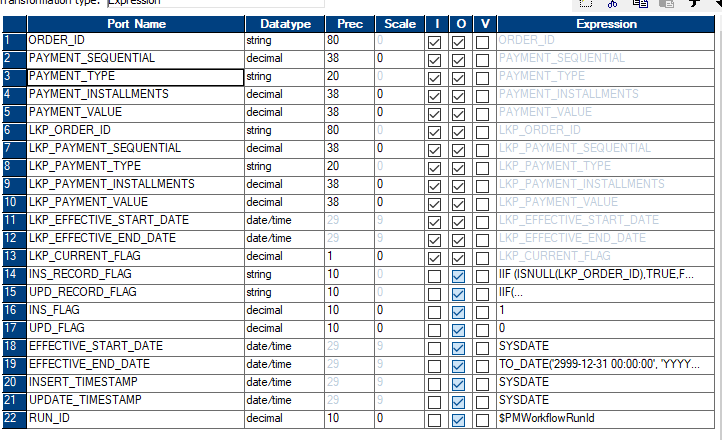 Transformation type: Expression
Port Name Datatype Prec Scale I O V Expression
1 ORDER_ID string 80 0 ORDER_ID
2 PAYMENT_SEQUENTIAL decimal 38 0 PAYMENT_SEQUENTIAL
3 PAYMENT_TYPE string 20 0 PAYMENT_TYPE
4 PAYMENT_INSTALLMENTS decimal 38 0 PAYMENT_INSTALLMENTS
5 PAYMENT_VALUE decimal 38 0 PAYMENT_VALUE
6 LKP_ORDER_ID string 80 0 LKP_ORDER_ID
7 LKP_PAYMENT_SEQUENTIAL decimal 38 0 LKP_PAYMENT_SEQUENTIAL
8 LKP_PAYMENT_TYPE string 20 0 LKP_PAYMENT_TYPE
9 LKP_PAYMENT_INSTALLMENTS decimal 38 0 LKP_PAYMENT_INSTALLMENTS
10 LKP_PAYMENT_VALUE decimal 38 0 LKP_PAYMENT_VALUE
11 LKP_EFFECTIVE_START_DATE date/time 29 9 LKP_EFFECTIVE_START_DATE
12 LKP_EFFECTIVE_END_DATE date/time 29 9 LKP_EFFECTIVE_END_DATE
13 LKP_CURRENT_FLAG decimal 1 0 LKP_CURRENT_FLAG
14 INS_RECORD_FLAG string 10 0 IIF (ISNULL(LKP_ORDER_ID),TRUE,F...
15 UPD_RECORD_FLAG string 10 0 IIF(...
16 INS_FLAG decimal 10 0 1
17 UPD_FLAG decimal 10 0 0
18 EFFECTIVE_START_DATE date/time 29 9 SYSDATE
19 EFFECTIVE_END_DATE date/time 29 9 TO_DATE('2999-12-31 00:00:00', 'YYYY...
20 INSERT_TIMESTAMP date/time 29 9 SYSDATE
21 UPDATE_TIMESTAMP date/time 29 9 SYSDATE
22 RUN_ID decimal 10 0 $PMWorkflowRunId